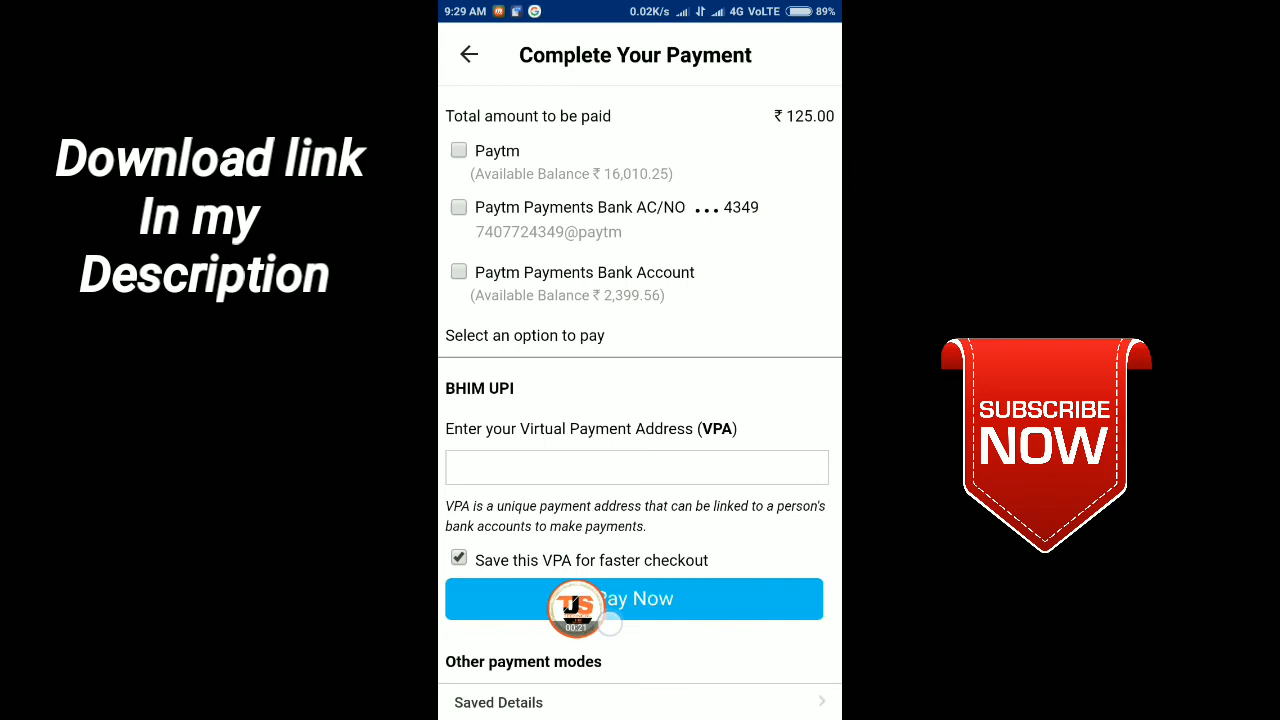 9:29 AM 0.02K/s 4G VoLTE 89%
Complete Your Payment
Total amount to be paid ₹ 125.00
Paytm
(Available Balance ₹ 16,010.25)
Paytm Payments Bank AC/NO ... 4349
7407724349@paytm
Paytm Payments Bank Account
(Available Balance ₹ 2,399.56)
Select an option to pay
BHIM UPI
Enter your Virtual Payment Address (VPA)
VPA is a unique payment address that can be linked to a person's
bank accounts to make payments.
Save this VPA for faster checkout
Pay Now
00:21
Other payment modes
Saved Details
Download link
In my
Description
SUBSCRIBE
NOW